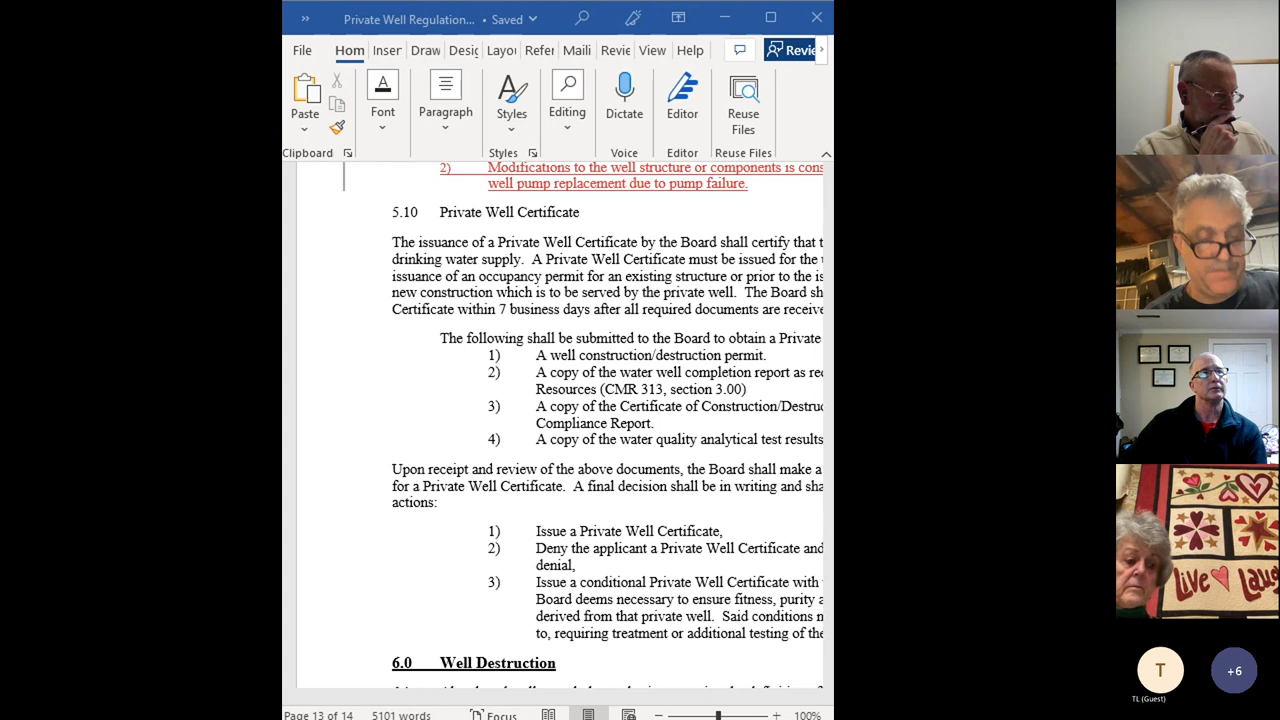 Private Well Regulation... • Saved
File Hom Inser Draw Desig Layou Refer Maili Revie View Help Revie
Paste Font Paragraph Styles Editing Dictate Editor Reuse Files
Clipboard Styles Voice Editor Reuse Files
2) Modifications to the well structure or components is cons
well pump replacement due to pump failure.
5.10 Private Well Certificate
The issuance of a Private Well Certificate by the Board shall certify that t
drinking water supply. A Private Well Certificate must be issued for the u
issuance of an occupancy permit for an existing structure or prior to the is
new construction which is to be served by the private well. The Board sh
Certificate within 7 business days after all required documents are receive
The following shall be submitted to the Board to obtain a Private
1) A well construction/destruction permit.
2) A copy of the water well completion report as rec
Resources (CMR 313, section 3.00)
3) A copy of the Certificate of Construction/Destruc
Compliance Report.
4) A copy of the water quality analytical test results
Upon receipt and review of the above documents, the Board shall make a
for a Private Well Certificate. A final decision shall be in writing and sha
actions:
1) Issue a Private Well Certificate,
2) Deny the applicant a Private Well Certificate and
denial,
3) Issue a conditional Private Well Certificate with
Board deems necessary to ensure fitness, purity a
derived from that private well. Said conditions n
to, requiring treatment or additional testing of the
6.0 Well Destruction
Page 13 of 14 5101 words Focus 100%
Live Laug
T +6
TL (Guest)